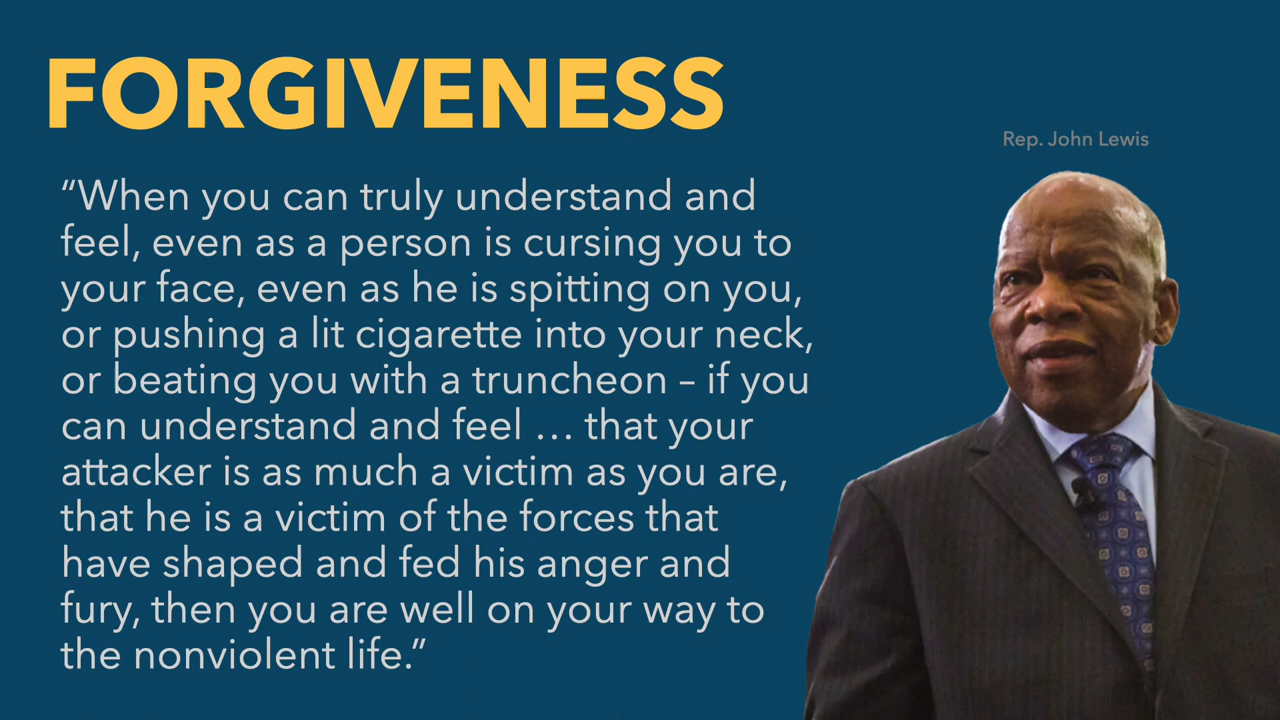 FORGIVENESS
Rep. John Lewis
“When you can truly understand and
feel, even as a person is cursing you to
your face, even as he is spitting on you,
or pushing a lit cigarette into your neck,
or beating you with a truncheon – if you
can understand and feel … that your
attacker is as much a victim as you are,
that he is a victim of the forces that
have shaped and fed his anger and
fury, then you are well on your way to
the nonviolent life.”